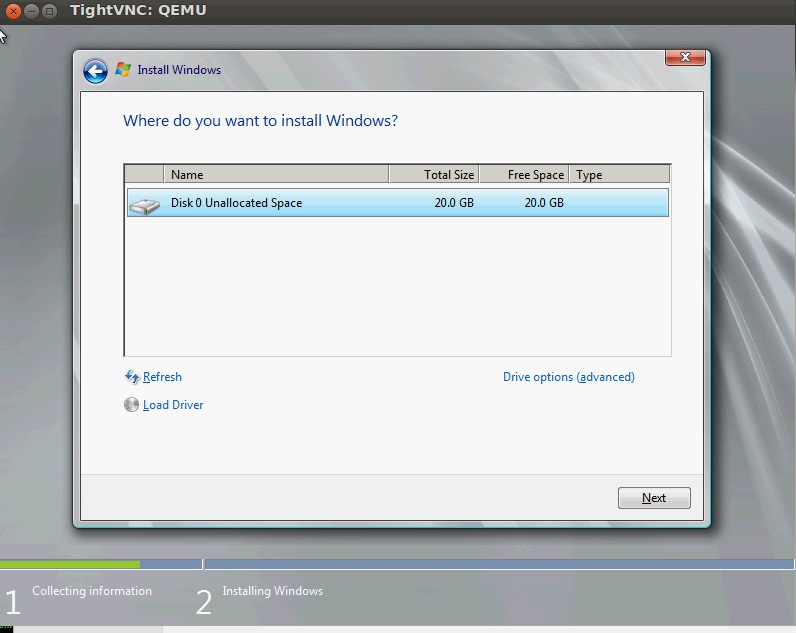 TightVNC: QEMU
Install Windows
Where do you want to install Windows?
Name Total Size Free Space Type
Disk 0 Unallocated Space 20.0 GB 20.0 GB
Refresh Drive options (advanced)
Load Driver
Next
1 Collecting information 2 Installing Windows